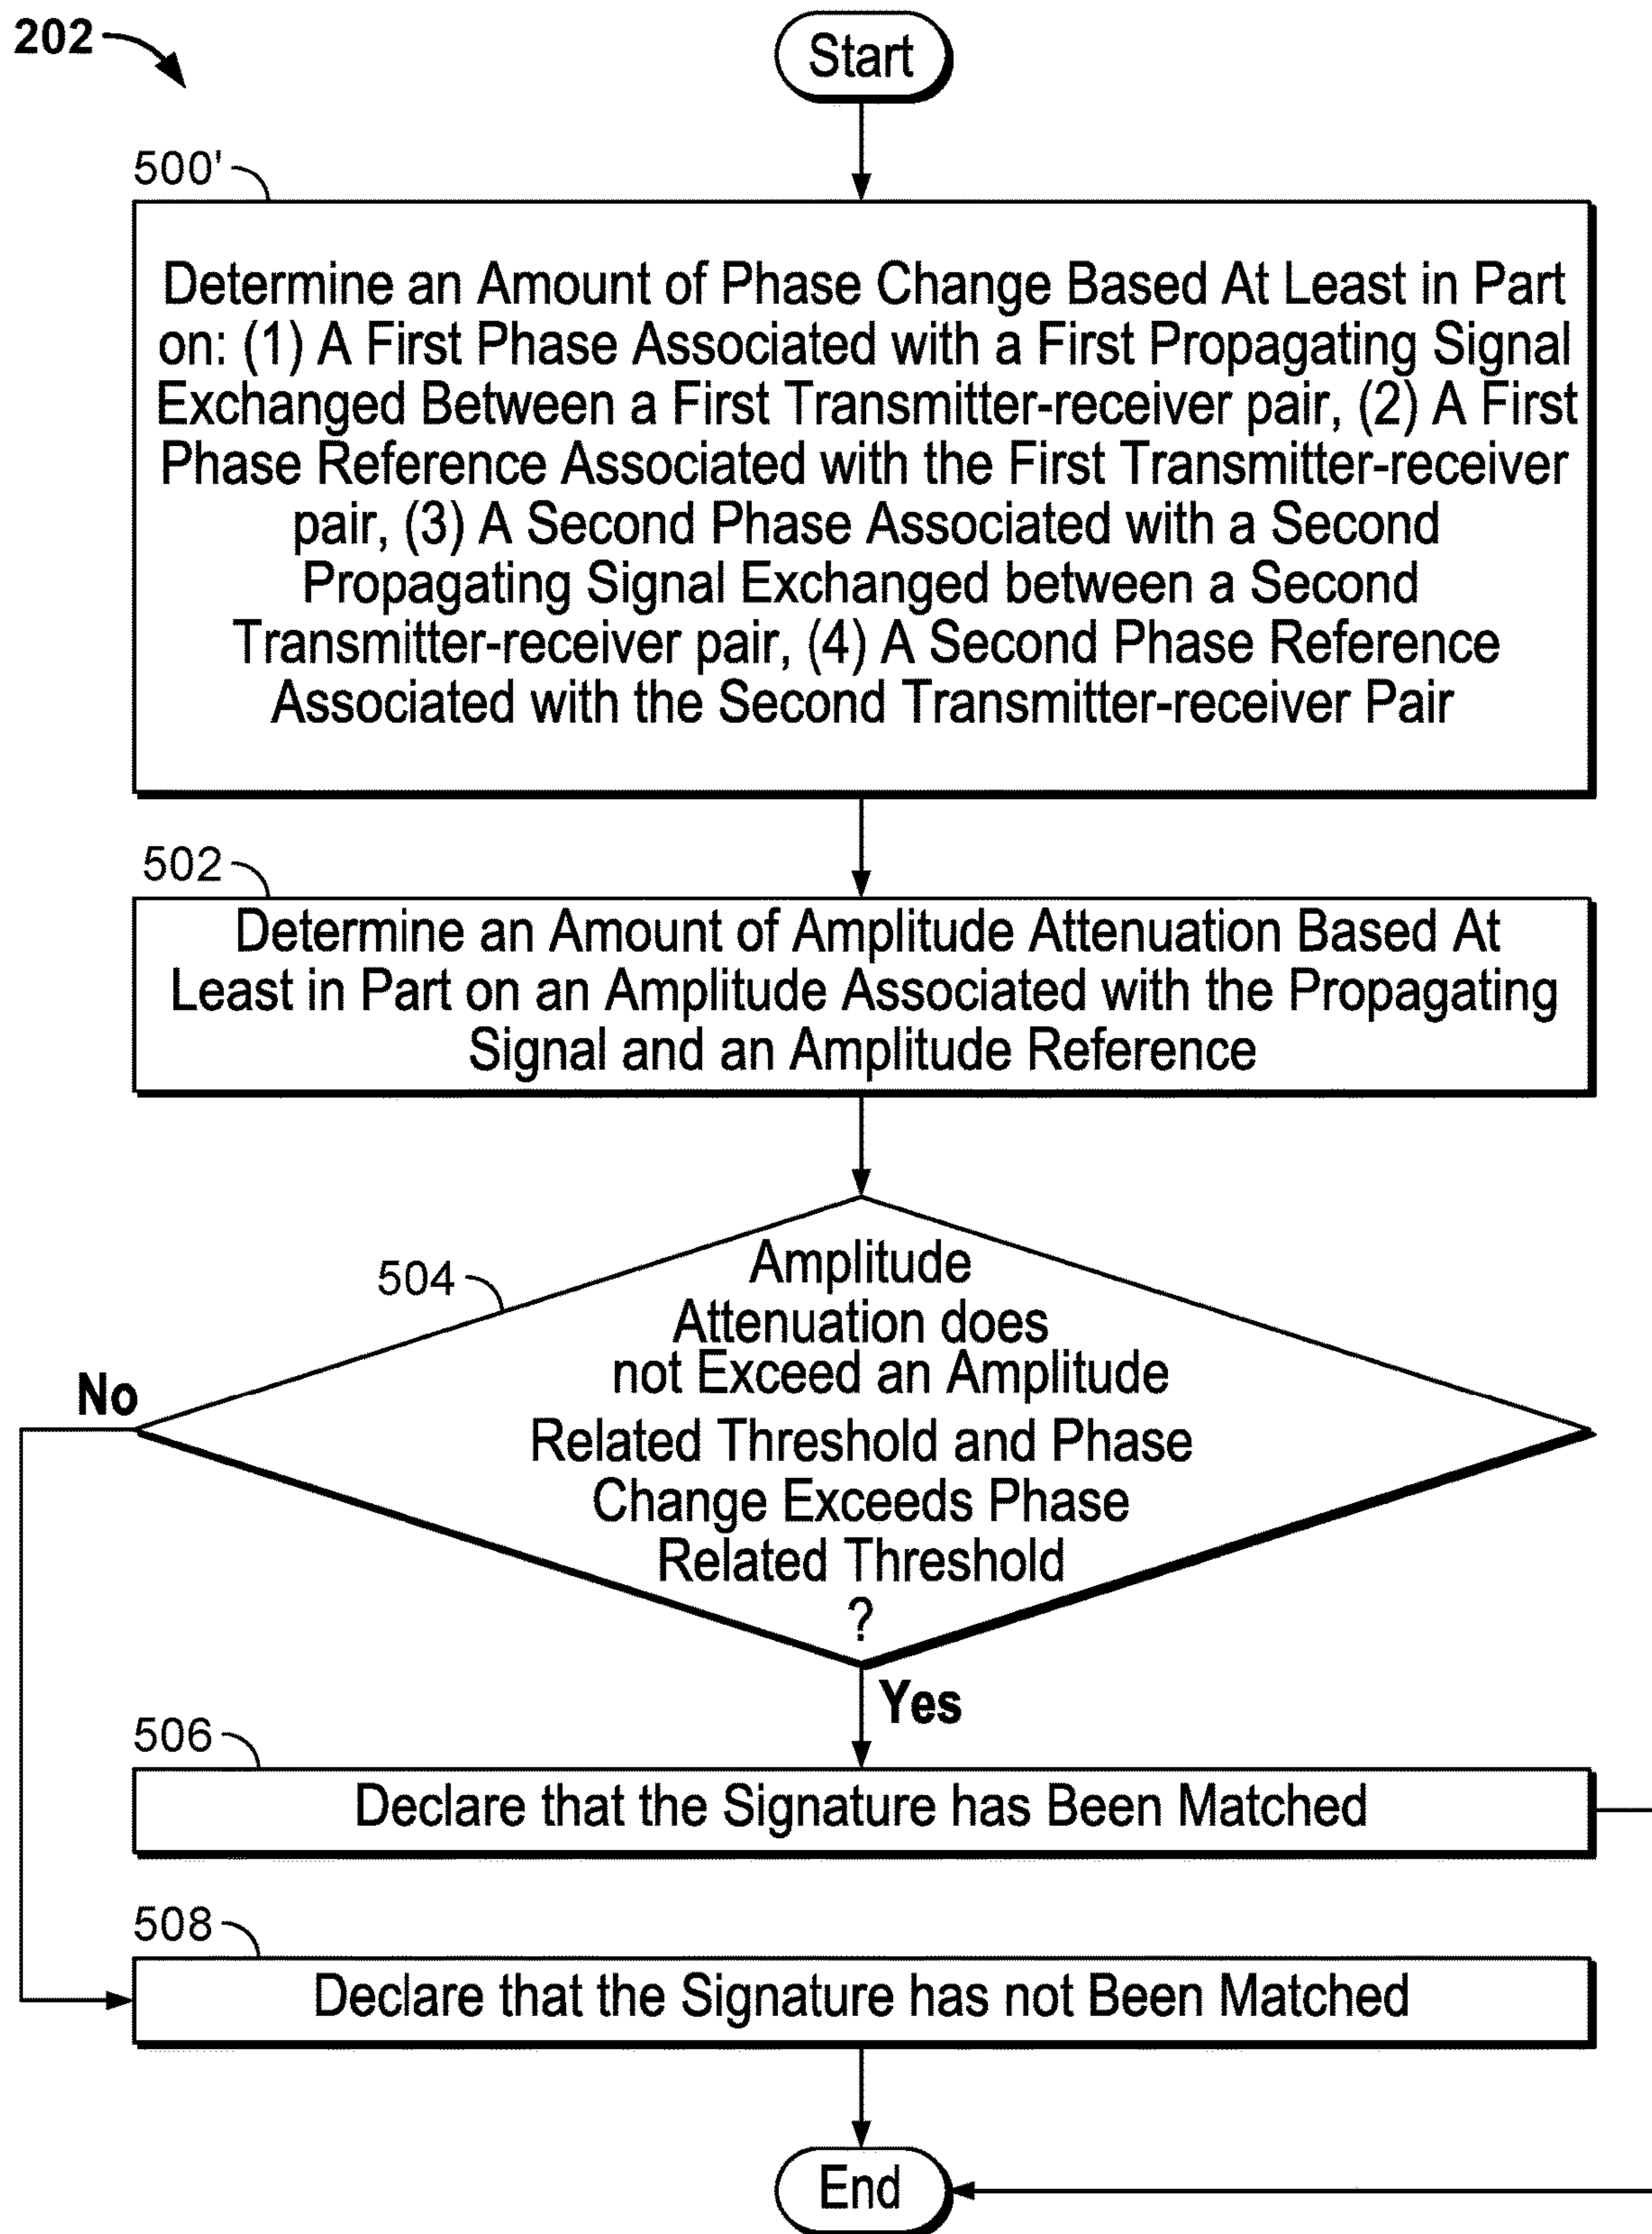 202
Start
500'
Determine an Amount of Phase Change Based At Least in Part
on: (1) A First Phase Associated with a First Propagating Signal
Exchanged Between a First Transmitter-receiver pair, (2) A First
Phase Reference Associated with the First Transmitter-receiver
pair, (3) A Second Phase Associated with a Second
Propagating Signal Exchanged between a Second
Transmitter-receiver pair, (4) A Second Phase Reference
Associated with the Second Transmitter-receiver Pair
502
Determine an Amount of Amplitude Attenuation Based At
Least in Part on an Amplitude Associated with the Propagating
Signal and an Amplitude Reference
504
Amplitude
Attenuation does
not Exceed an Amplitude
Related Threshold and Phase
Change Exceeds Phase
Related Threshold
?
No
Yes
506
Declare that the Signature has Been Matched
508
Declare that the Signature has not Been Matched
End